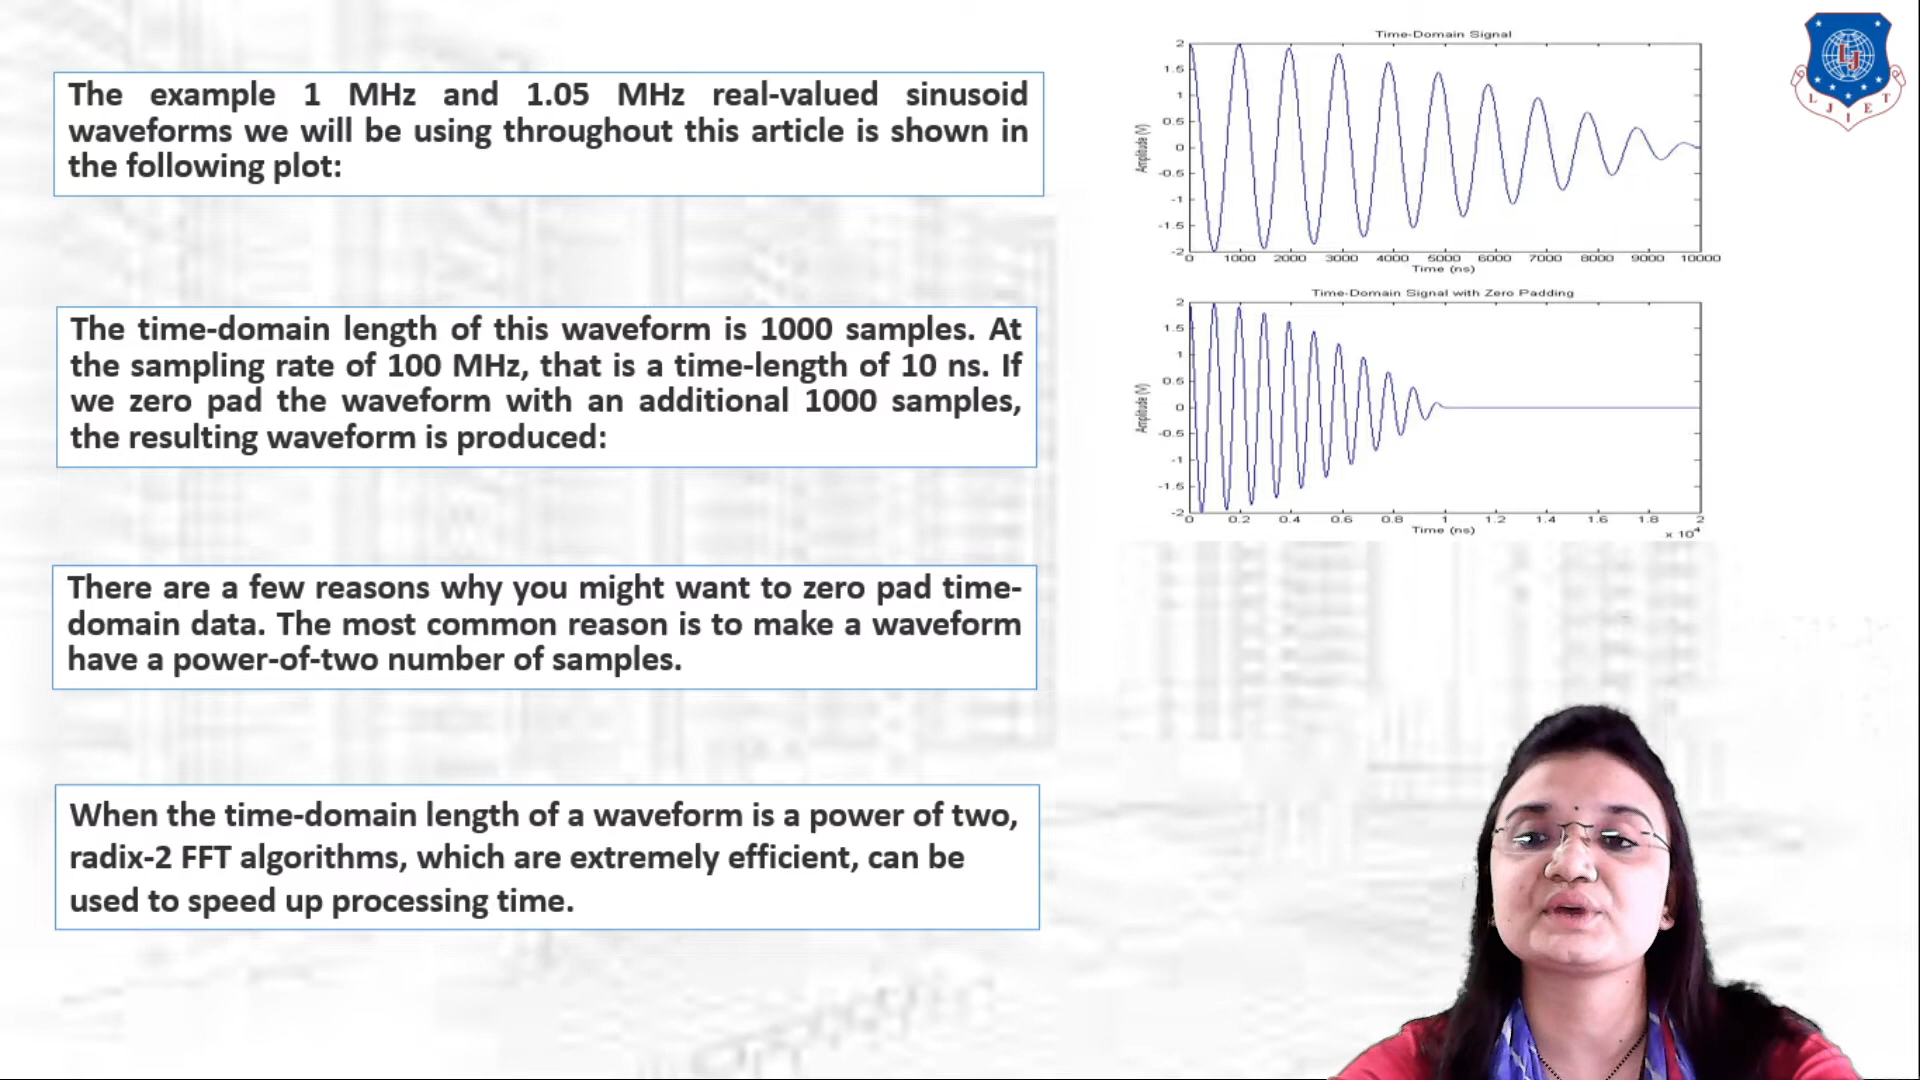 The example 1 MHz and 1.05 MHz real-valued sinusoid
waveforms we will be using throughout this article is shown in
the following plot:
The time-domain length of this waveform is 1000 samples. At
the sampling rate of 100 MHz, that is a time-length of 10 ns. If
we zero pad the waveform with an additional 1000 samples,
the resulting waveform is produced:
There are a few reasons why you might want to zero pad time-
domain data. The most common reason is to make a waveform
have a power-of-two number of samples.
When the time-domain length of a waveform is a power of two,
radix-2 FFT algorithms, which are extremely efficient, can be
used to speed up processing time.
Time-Domain Signal
2
1.5
1
0.5
0
-0.5
-1
-1.5
-2
Amplitude (V)
0 1000 2000 3000 4000 5000 6000 7000 8000 9000 10000
Time (ns)
Time-Domain Signal with Zero Padding
2
1.5
1
0.5
0
-0.5
-1
-1.5
-2
Amplitude (V)
0 0.2 0.4 0.6 0.8 1 1.2 1.4 1.6 1.8 2
Time (ns)
x 10⁴
LJ
L J I E T